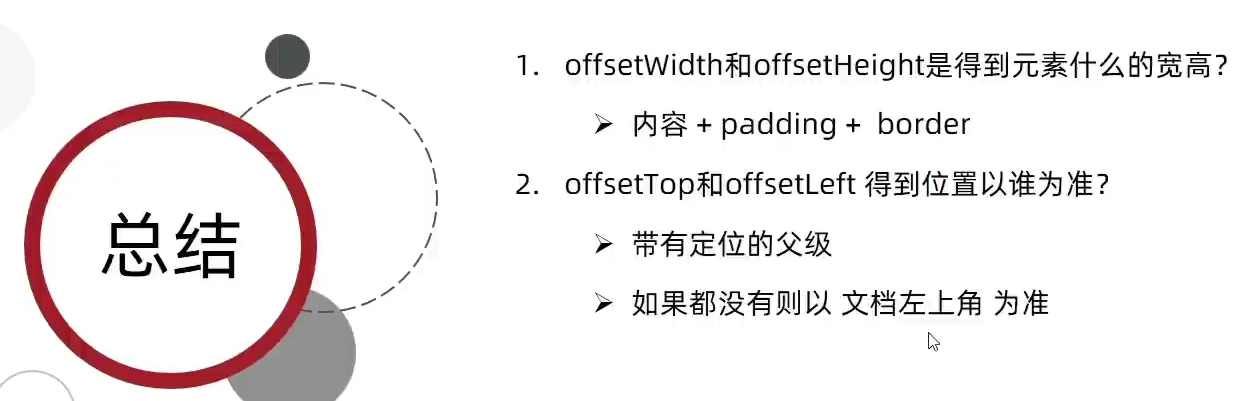 总结
1. offsetWidth和offsetHeight是得到元素什么的宽高？
➢ 内容 + padding + border
2. offsetTop和offsetLeft 得到位置以谁为准？
➢ 带有定位的父级
➢ 如果都没有则以 文档左上角 为准